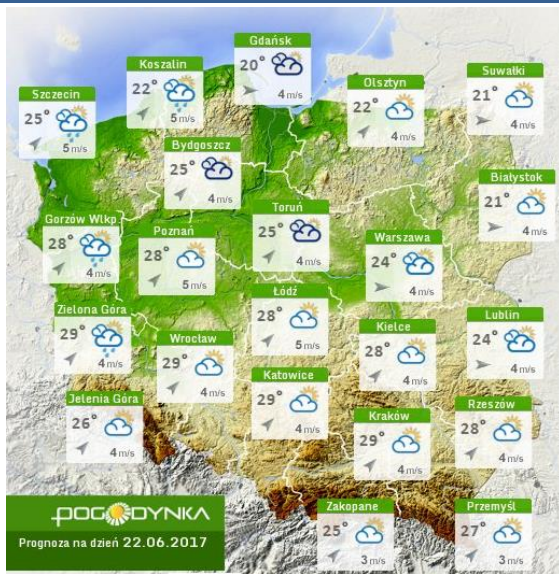 Gdańsk
20°
4 m/s
Koszalin
22°
5 m/s
Suwałki
21°
4 m/s
Olsztyn
22°
4 m/s
Szczecin
25°
5 m/s
Bydgoszcz
25°
4 m/s
Białystok
21°
4 m/s
Toruń
25°
4 m/s
Gorzów Wlkp.
28°
4 m/s
Poznań
28°
5 m/s
Warszawa
24°
4 m/s
Łódź
28°
5 m/s
Zielona Góra
29°
4 m/s
Lublin
24°
4 m/s
Kielce
28°
4 m/s
Wrocław
29°
4 m/s
Katowice
29°
4 m/s
Jelenia Góra
26°
4 m/s
Rzeszów
28°
4 m/s
Kraków
29°
4 m/s
Zakopane
25°
3 m/s
Przemyśl
27°
3 m/s
POGODYNKA
Prognoza na dzień 22.06.2017